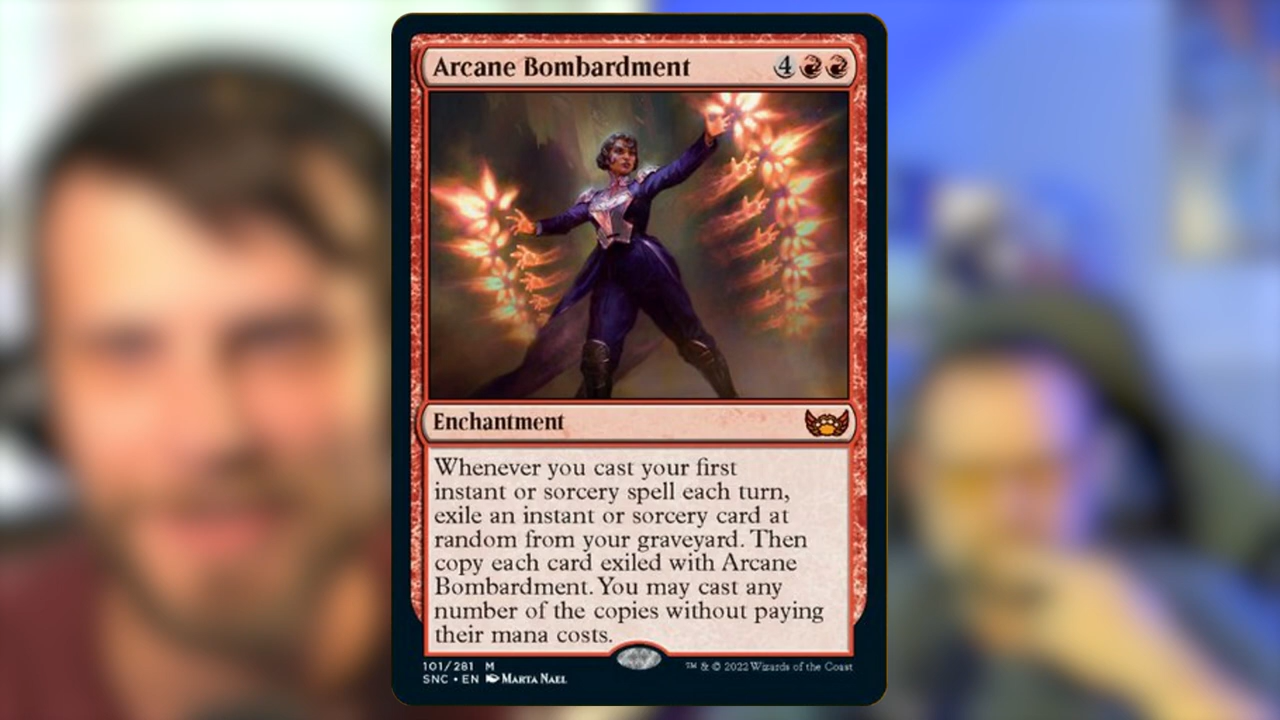 Arcane Bombardment 4
Enchantment
Whenever you cast your first
instant or sorcery spell each turn,
exile an instant or sorcery card at
random from your graveyard. Then
copy each card exiled with Arcane
Bombardment. You may cast any
number of the copies without paying
their mana costs.
101/281 M
SNC • EN Marta Nael
™ & © 2022 Wizards of the Coast